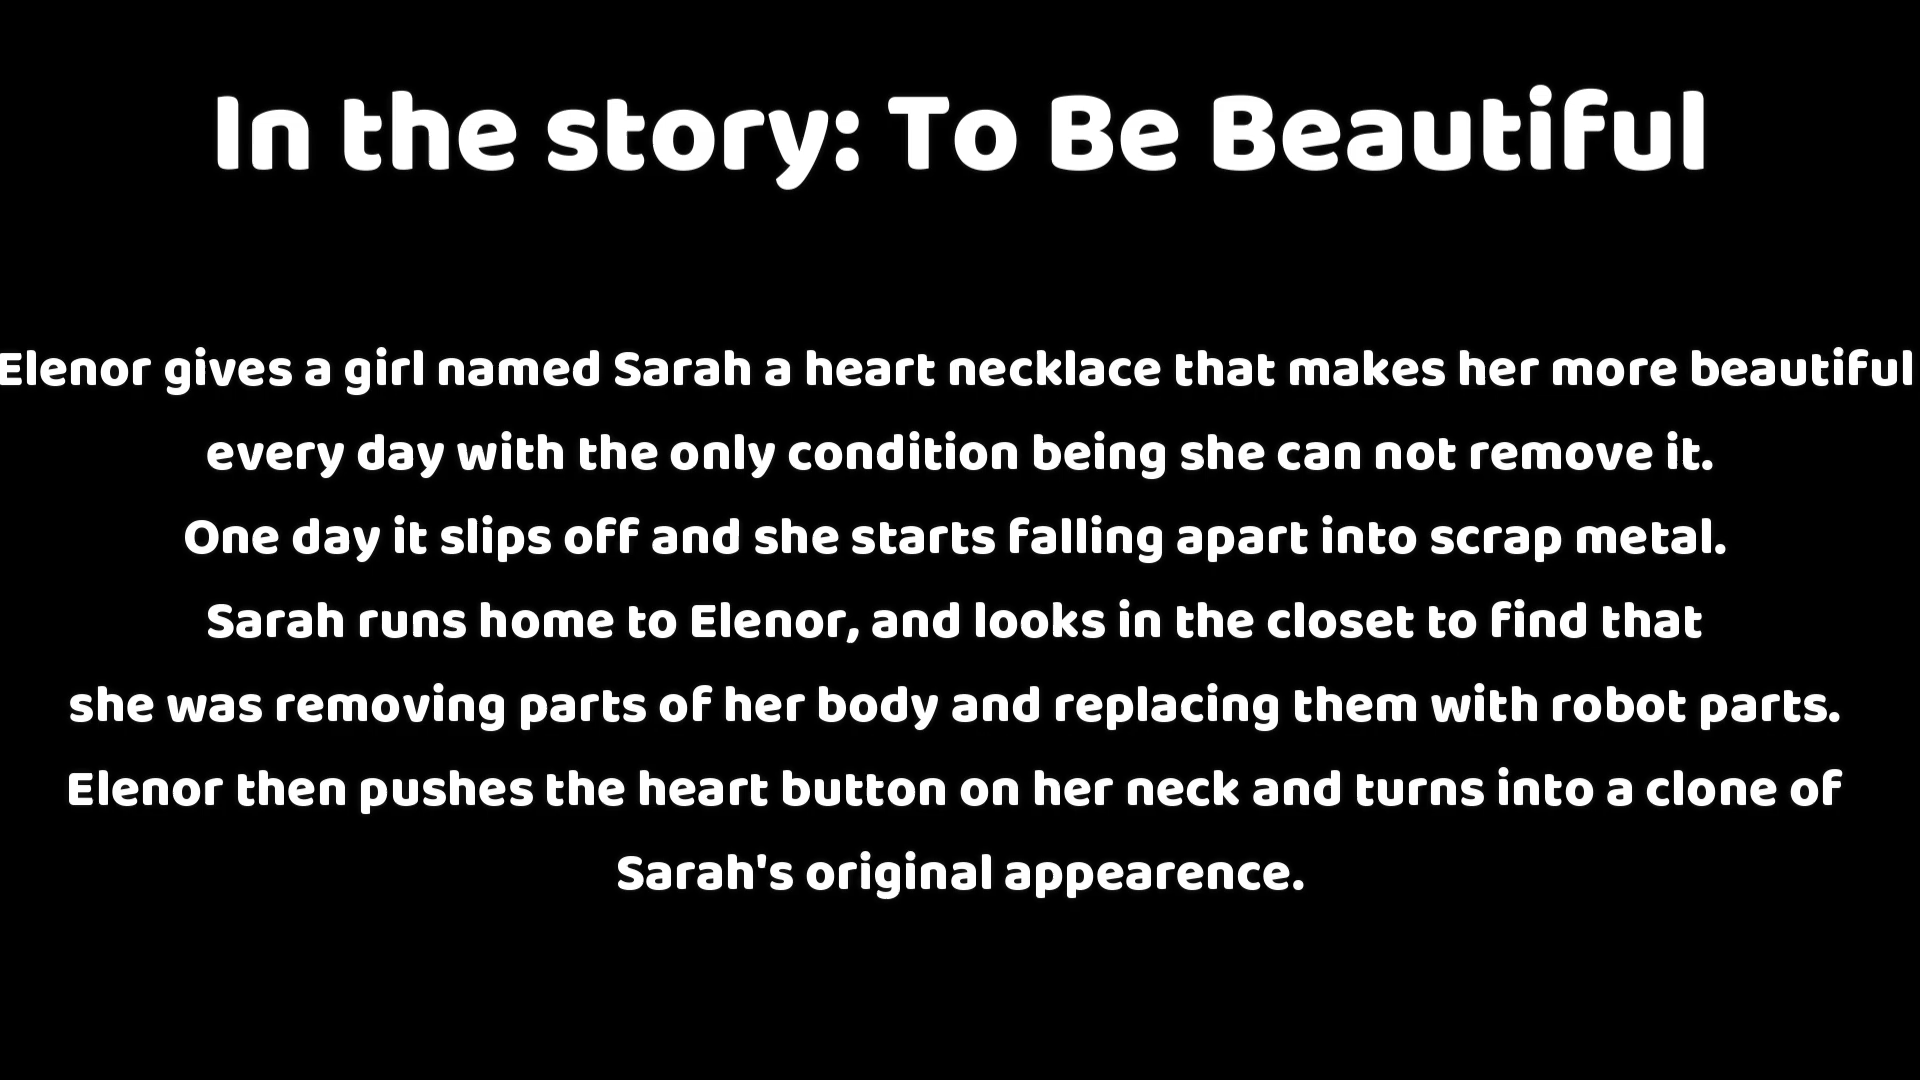 In the story: To Be Beautiful
Elenor gives a girl named Sarah a heart necklace that makes her more beautiful
every day with the only condition being she can not remove it.
One day it slips off and she starts falling apart into scrap metal.
Sarah runs home to Elenor, and looks in the closet to find that
she was removing parts of her body and replacing them with robot parts.
Elenor then pushes the heart button on her neck and turns into a clone of
Sarah's original appearence.